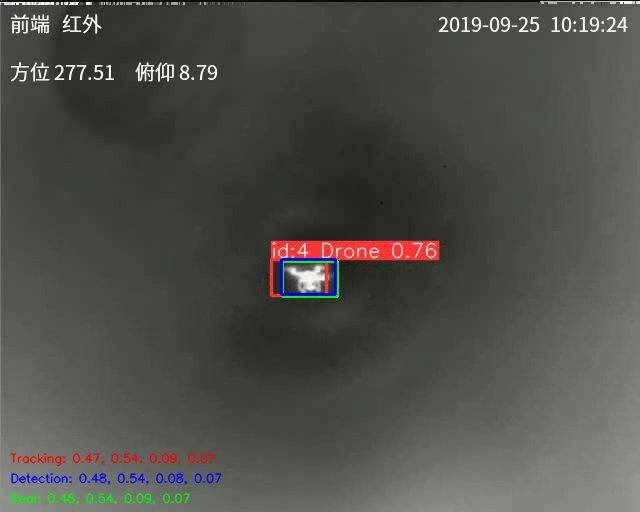 前端 红外
2019-09-25 10:19:24
方位 277.51 俯仰 8.79
id:4 Drone 0.76
Tracking: 0.47, 0.54, 0.09, 0.07
Detection: 0.48, 0.54, 0.08, 0.07
Real: 0.48, 0.54, 0.09, 0.07